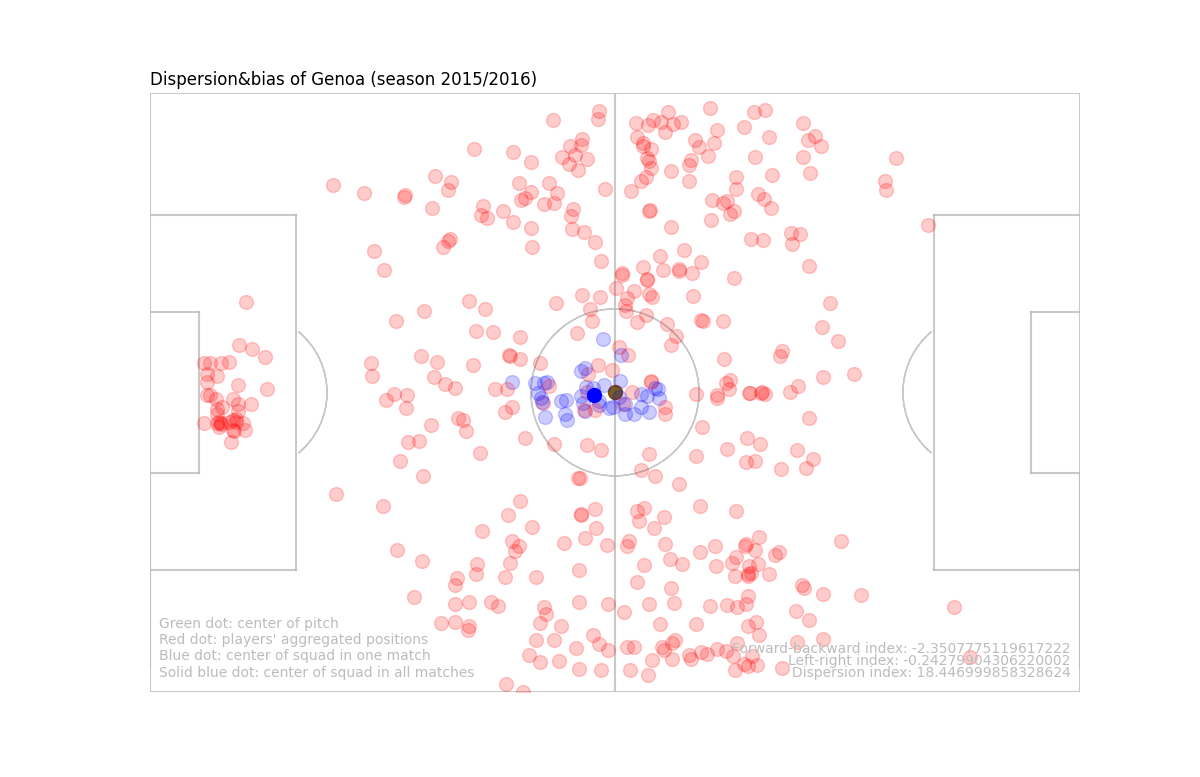 Dispersion&bias of Genoa (season 2015/2016)
Green dot: center of pitch
Red dot: players' aggregated positions
Blue dot: center of squad in one match
Solid blue dot: center of squad in all matches
Forward-backward index: -2.3507775119617222
Left-right index: -0.24279904306220002
Dispersion index: 18.446999858328624